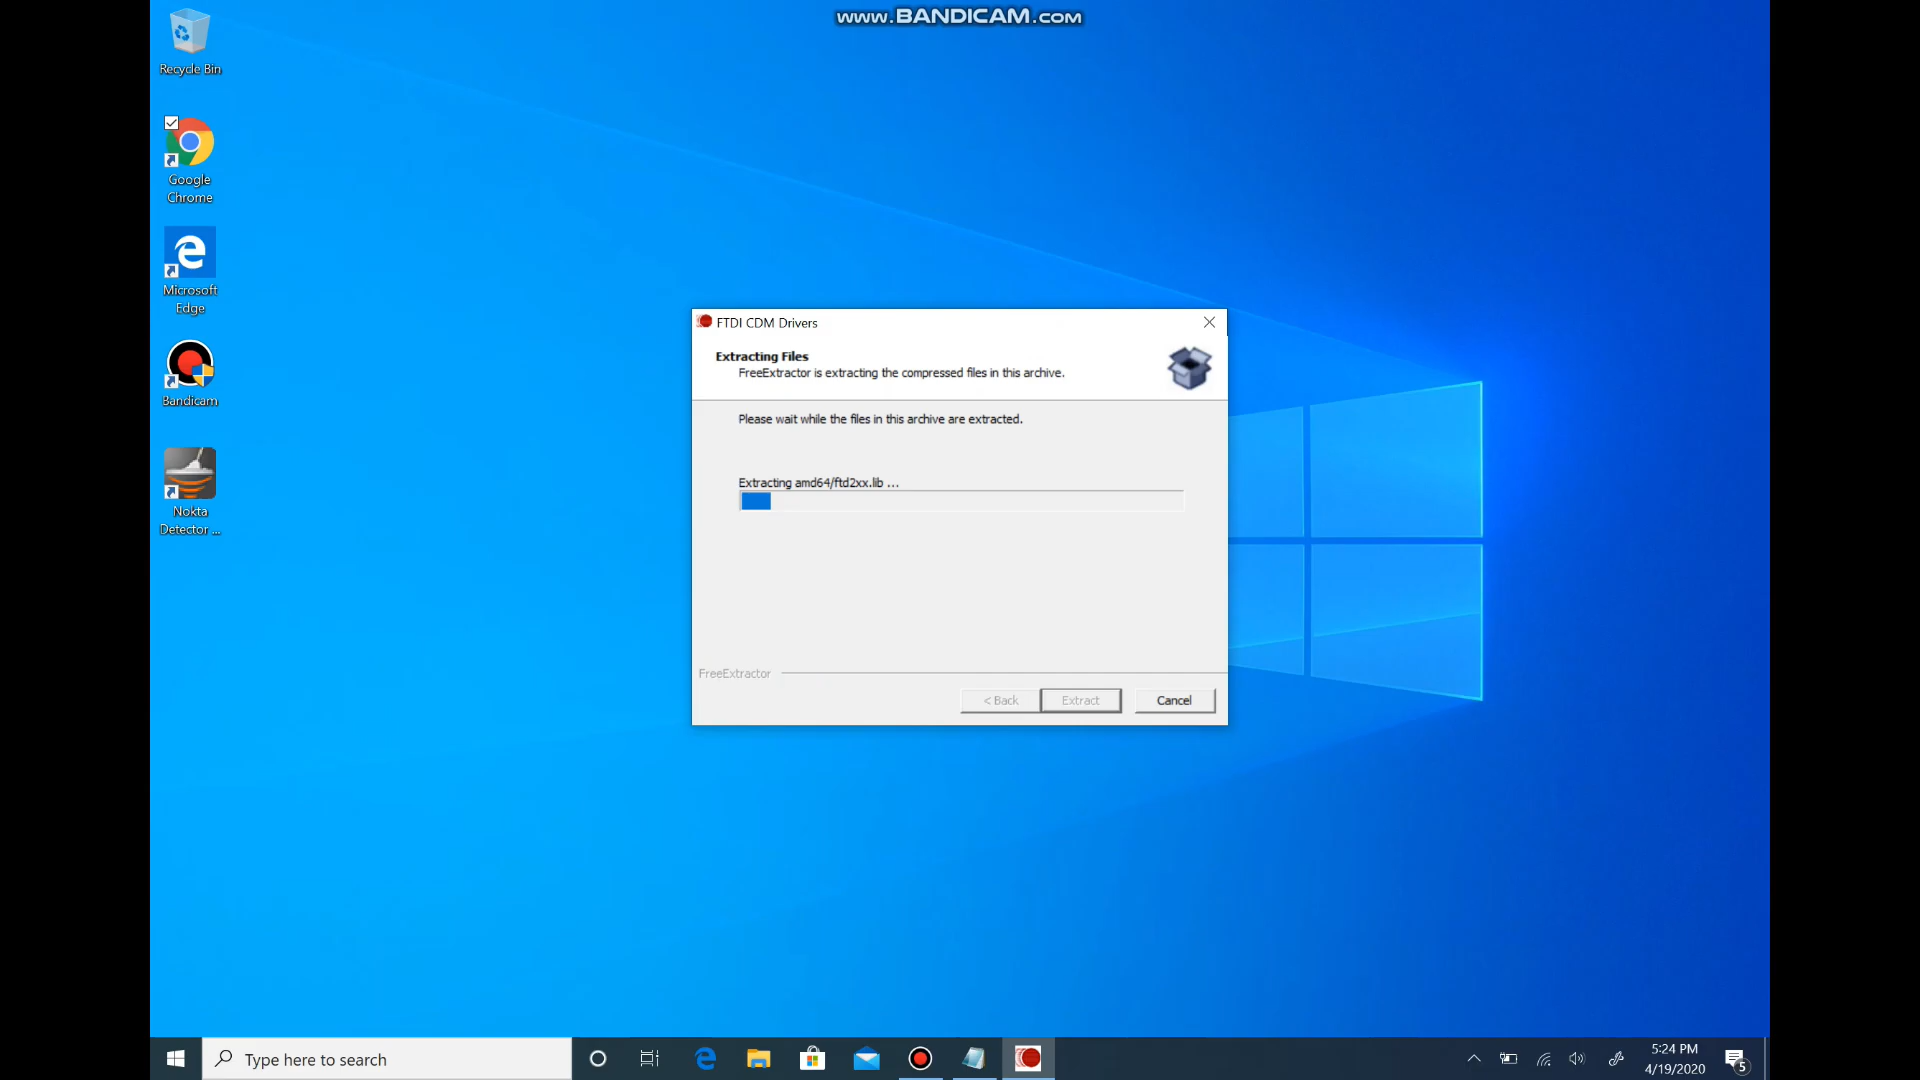 www.BANDICAM.com
Recycle Bin
Google
Chrome
Microsoft
Edge
Bandicam
Nokta
Detector ...
FTDI CDM Drivers
Extracting Files
FreeExtractor is extracting the compressed files in this archive.
Please wait while the files in this archive are extracted.
Extracting amd64/ftd2xx.lib ...
FreeExtractor
< Back
Extract
Cancel
Type here to search
5:24 PM
4/19/2020
5